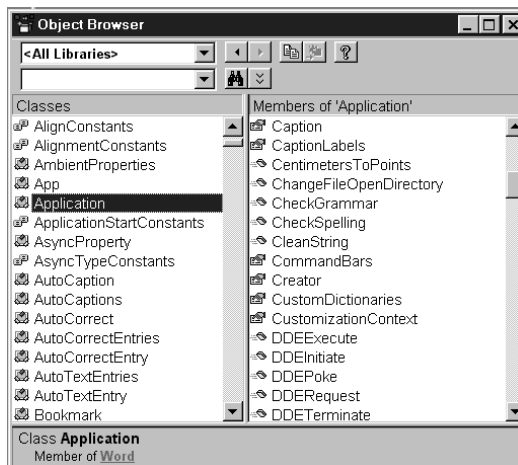 Object Browser
<All Libraries>
Classes
AlignConstants
AlignmentConstants
AmbientProperties
App
Application
ApplicationStartConstants
AsyncProperty
AsyncTypeConstants
AutoCaption
AutoCaptions
AutoCorrect
AutoCorrectEntries
AutoCorrectEntry
AutoTextEntries
AutoTextEntry
Bookmark
Members of 'Application'
Caption
CaptionLabels
CentimetersToPoints
ChangeFileOpenDirectory
CheckGrammar
CheckSpelling
CleanString
CommandBars
Creator
CustomDictionaries
CustomizationContext
DDEExecute
DDEInitiate
DDEPoke
DDERequest
DDETerminate
Class Application
Member of Word